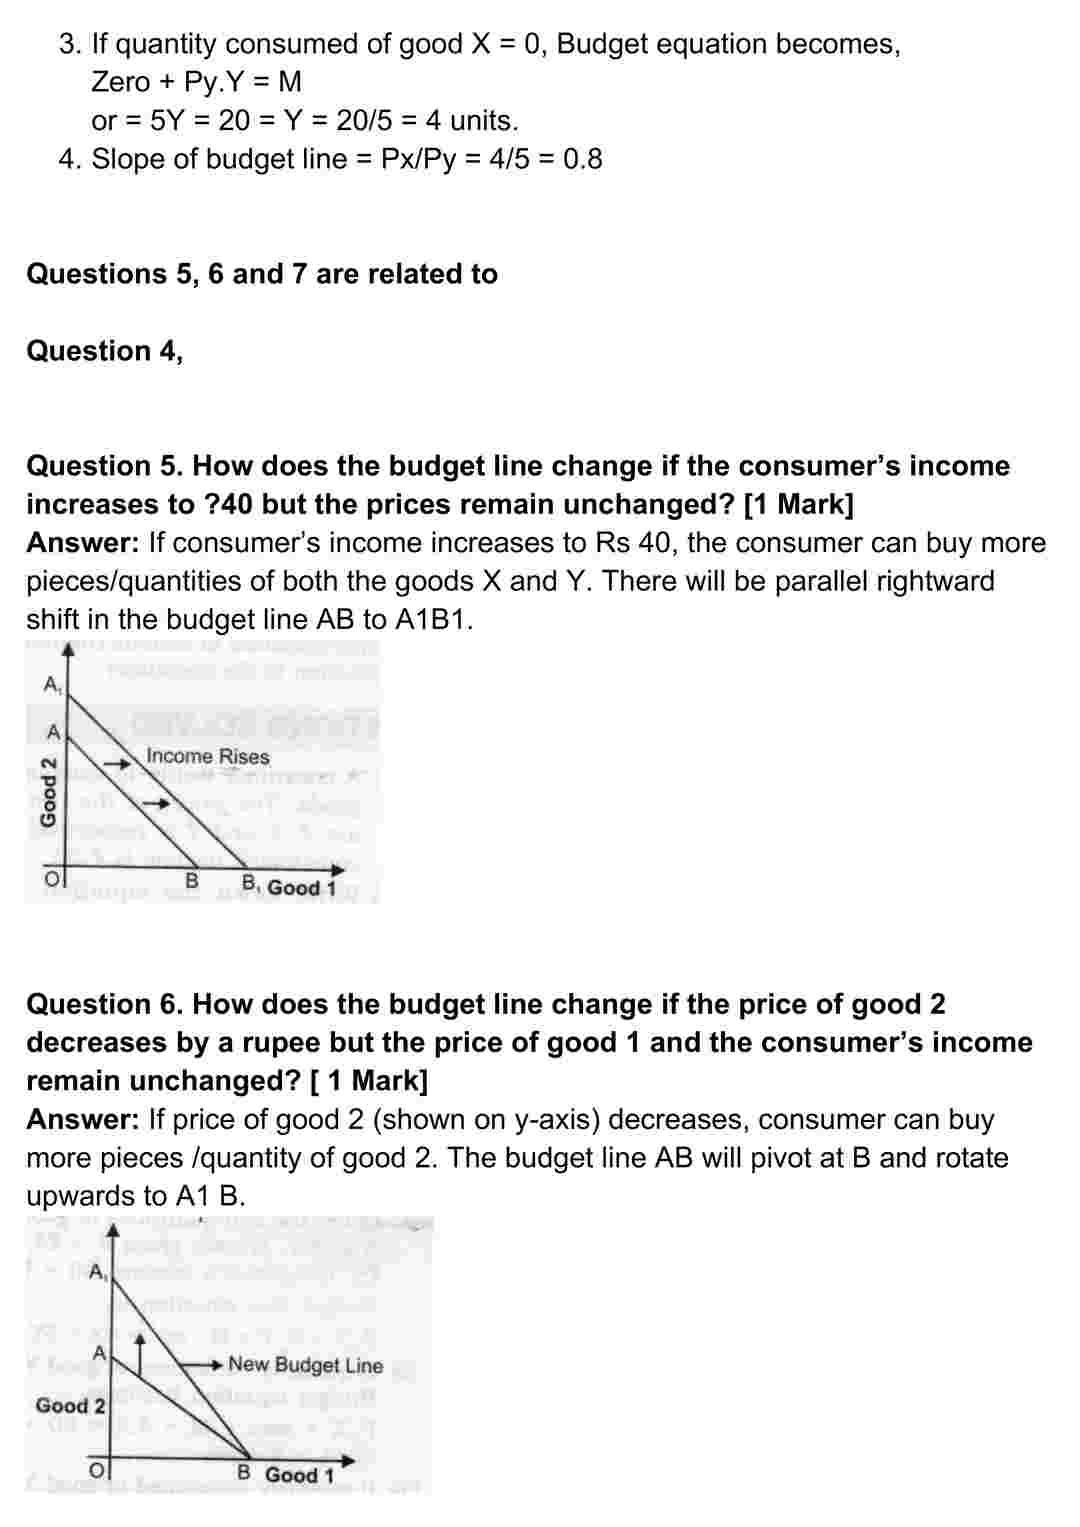 3. If quantity consumed of good X = 0, Budget equation becomes,
Zero + Py.Y = M
or = 5Y = 20 = Y = 20/5 = 4 units.
4. Slope of budget line = Px/Py = 4/5 = 0.8
Questions 5, 6 and 7 are related to
Question 4,
Question 5. How does the budget line change if the consumer’s income
increases to ?40 but the prices remain unchanged? [1 Mark]
Answer: If consumer’s income increases to Rs 40, the consumer can buy more
pieces/quantities of both the goods X and Y. There will be parallel rightward
shift in the budget line AB to A1B1.
A₁
A
Income Rises
Good 2
O
B
B₁
Good 1
Question 6. How does the budget line change if the price of good 2
decreases by a rupee but the price of good 1 and the consumer’s income
remain unchanged? [ 1 Mark]
Answer: If price of good 2 (shown on y-axis) decreases, consumer can buy
more pieces /quantity of good 2. The budget line AB will pivot at B and rotate
upwards to A1 B.
A₁
A
New Budget Line
Good 2
O
B
Good 1